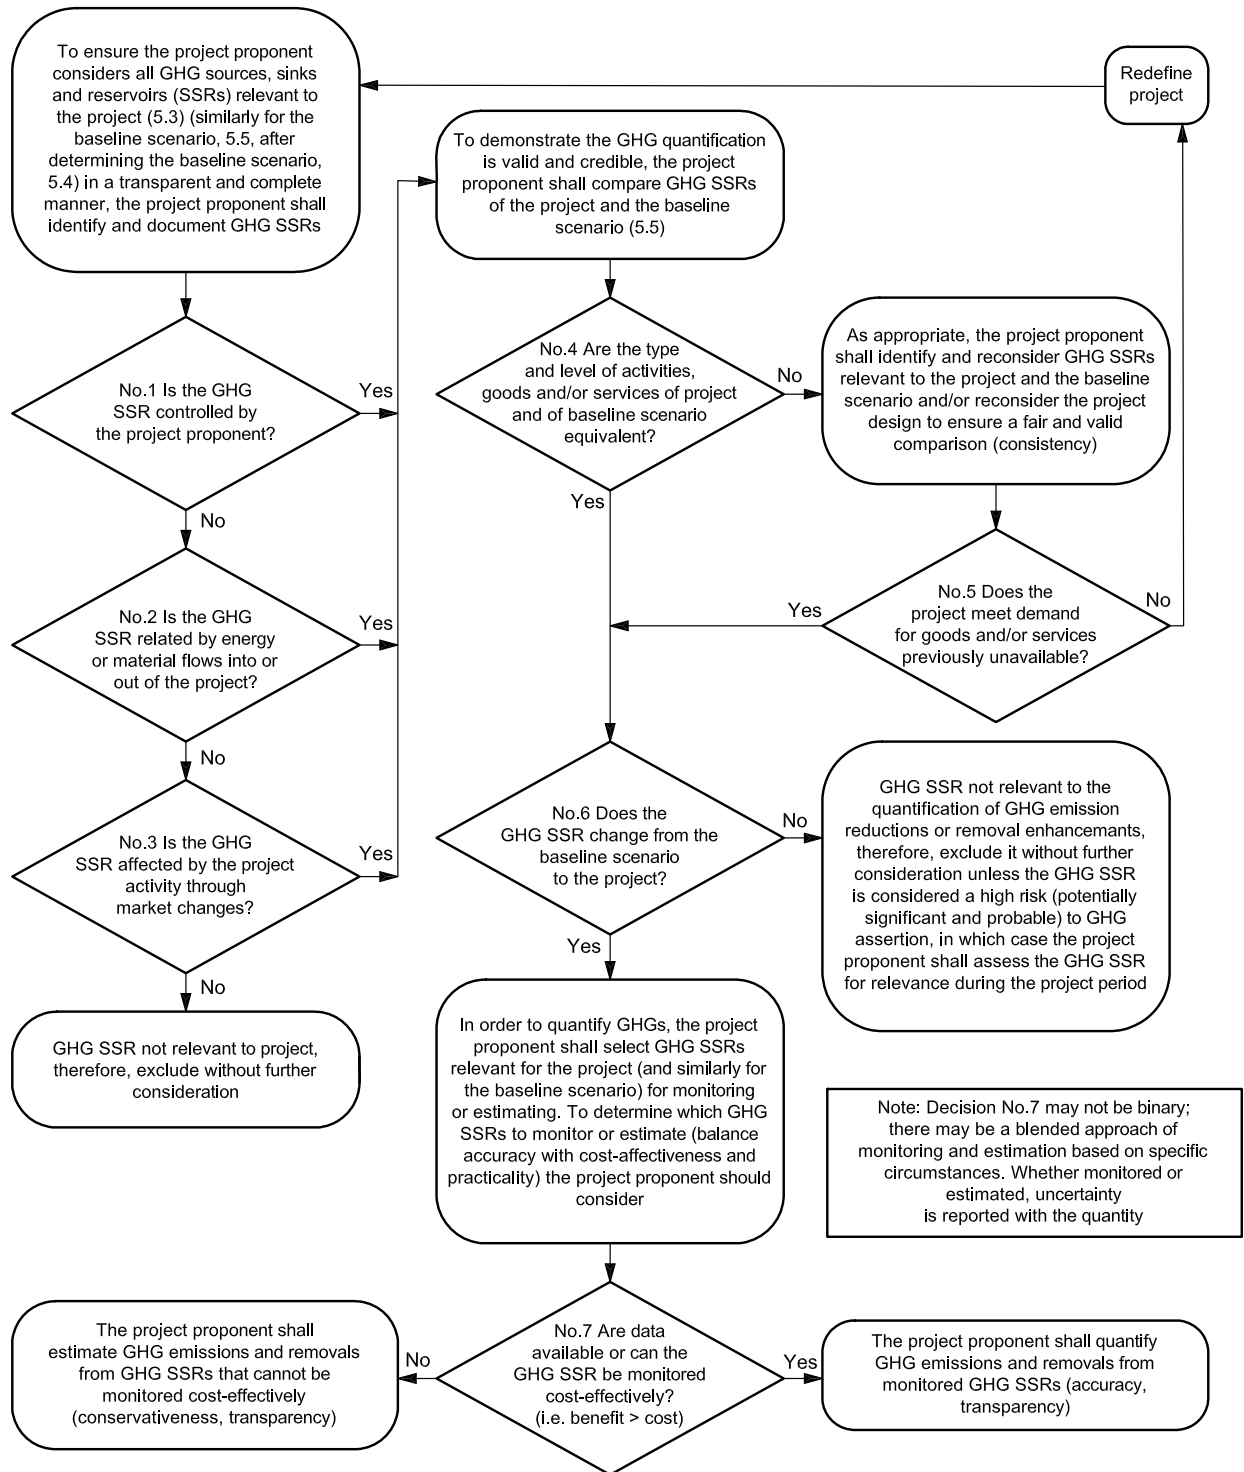 To ensure the project proponent
considers all GHG sources, sinks
and reservoirs (SSRs) relevant to
the project (5.3) (similarly for the
baseline scenario, 5.5, after
determining the baseline scenario,
5.4) in a transparent and complete
manner, the project proponent shall
identify and document GHG SSRs
No.1 Is the GHG
SSR controlled by
the project proponent?
Yes
No
No.2 Is the GHG
SSR related by energy
or material flows into or
out of the project?
Yes
No
No.3 Is the GHG
SSR affected by the project
activity through
market changes?
Yes
No
GHG SSR not relevant to project,
therefore, exclude without further
consideration
To demonstrate the GHG quantification
is valid and credible, the project
proponent shall compare GHG SSRs
of the project and the baseline
scenario (5.5)
No.4 Are the type
and level of activities,
goods and/or services of project
and of baseline scenario
equivalent?
No
Yes
As appropriate, the project proponent
shall identify and reconsider GHG SSRs
relevant to the project and the baseline
scenario and/or reconsider the project
design to ensure a fair and valid
comparison (consistency)
No.5 Does the
project meet demand
for goods and/or services
previously unavailable?
Yes
No
Redefine
project
No.6 Does the
GHG SSR change from the
baseline scenario
to the project?
No
Yes
GHG SSR not relevant to the
quantification of GHG emission
reductions or removal enhancemants,
therefore, exclude it without further
consideration unless the GHG SSR
is considered a high risk (potentially
significant and probable) to GHG
assertion, in which case the project
proponent shall assess the GHG SSR
for relevance during the project period
In order to quantify GHGs, the project
proponent shall select GHG SSRs
relevant for the project (and similarly for
the baseline scenario) for monitoring
or estimating. To determine which GHG
SSRs to monitor or estimate (balance
accuracy with cost-affectiveness and
practicality) the project proponent should
consider
Note: Decision No.7 may not be binary;
there may be a blended approach of
monitoring and estimation based on specific
circumstances. Whether monitored or
estimated, uncertainty
is reported with the quantity
No.7 Are data
available or can the
GHG SSR be monitored
cost-effectively?
(i.e. benefit > cost)
No
Yes
The project proponent shall
estimate GHG emissions and removals
from GHG SSRs that cannot be
monitored cost-effectively
(conservativeness, transparency)
The project proponent shall quantify
GHG emissions and removals from
monitored GHG SSRs (accuracy,
transparency)